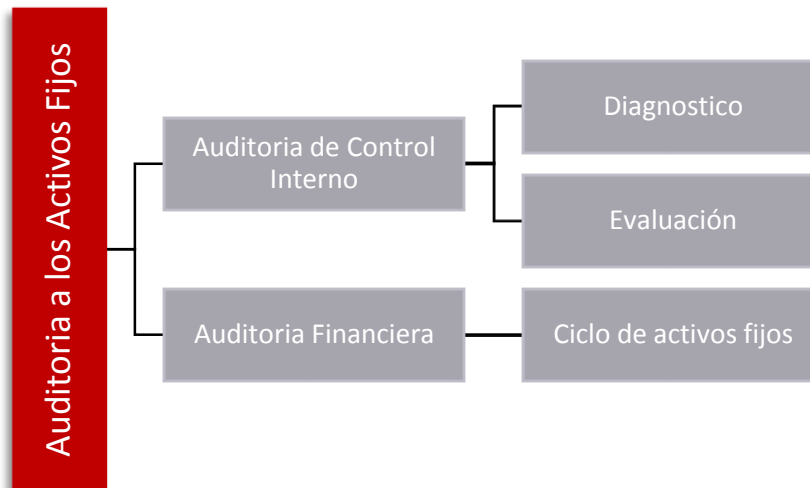 Auditoria a los Activos Fijos
Auditoria de Control
Interno
Diagnostico
Evaluación
Auditoria Financiera
Ciclo de activos fijos